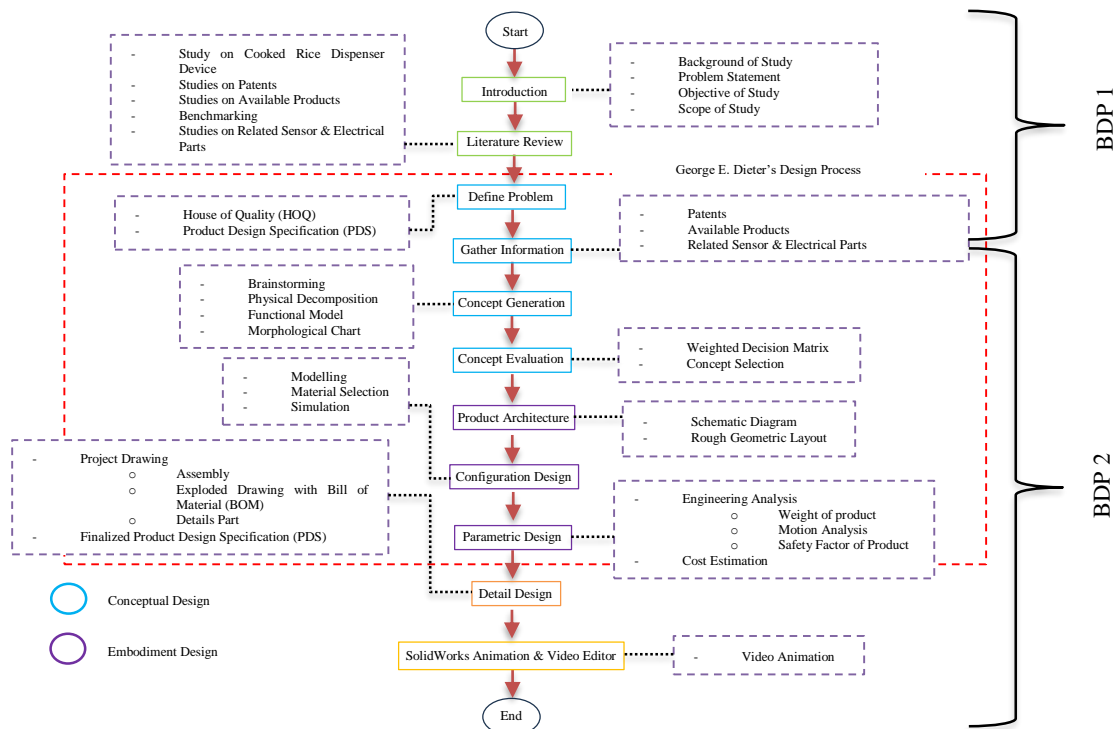 Start
- Study on Cooked Rice Dispenser
Device
- Studies on Patents
- Studies on Available Products
- Benchmarking
- Studies on Related Sensor & Electrical
Parts
- Background of Study
- Problem Statement
- Objective of Study
- Scope of Study
Introduction
Literature Review
BDP 1
George E. Dieter's Design Process
Define Problem
- House of Quality (HOQ)
- Product Design Specification (PDS)
- Patents
- Available Products
- Related Sensor & Electrical Parts
Gather Information
- Brainstorming
- Physical Decomposition
- Functional Model
- Morphological Chart
Concept Generation
Concept Evaluation
- Weighted Decision Matrix
- Concept Selection
- Modelling
- Material Selection
- Simulation
Product Architecture
- Schematic Diagram
- Rough Geometric Layout
BDP 2
- Project Drawing
o Assembly
o Exploded Drawing with Bill of
Material (BOM)
o Details Part
- Finalized Product Design Specification (PDS)
Configuration Design
- Engineering Analysis
o Weight of product
o Motion Analysis
o Safety Factor of Product
- Cost Estimation
Parametric Design
Detail Design
Conceptual Design
Embodiment Design
SolidWorks Animation & Video Editor
- Video Animation
End